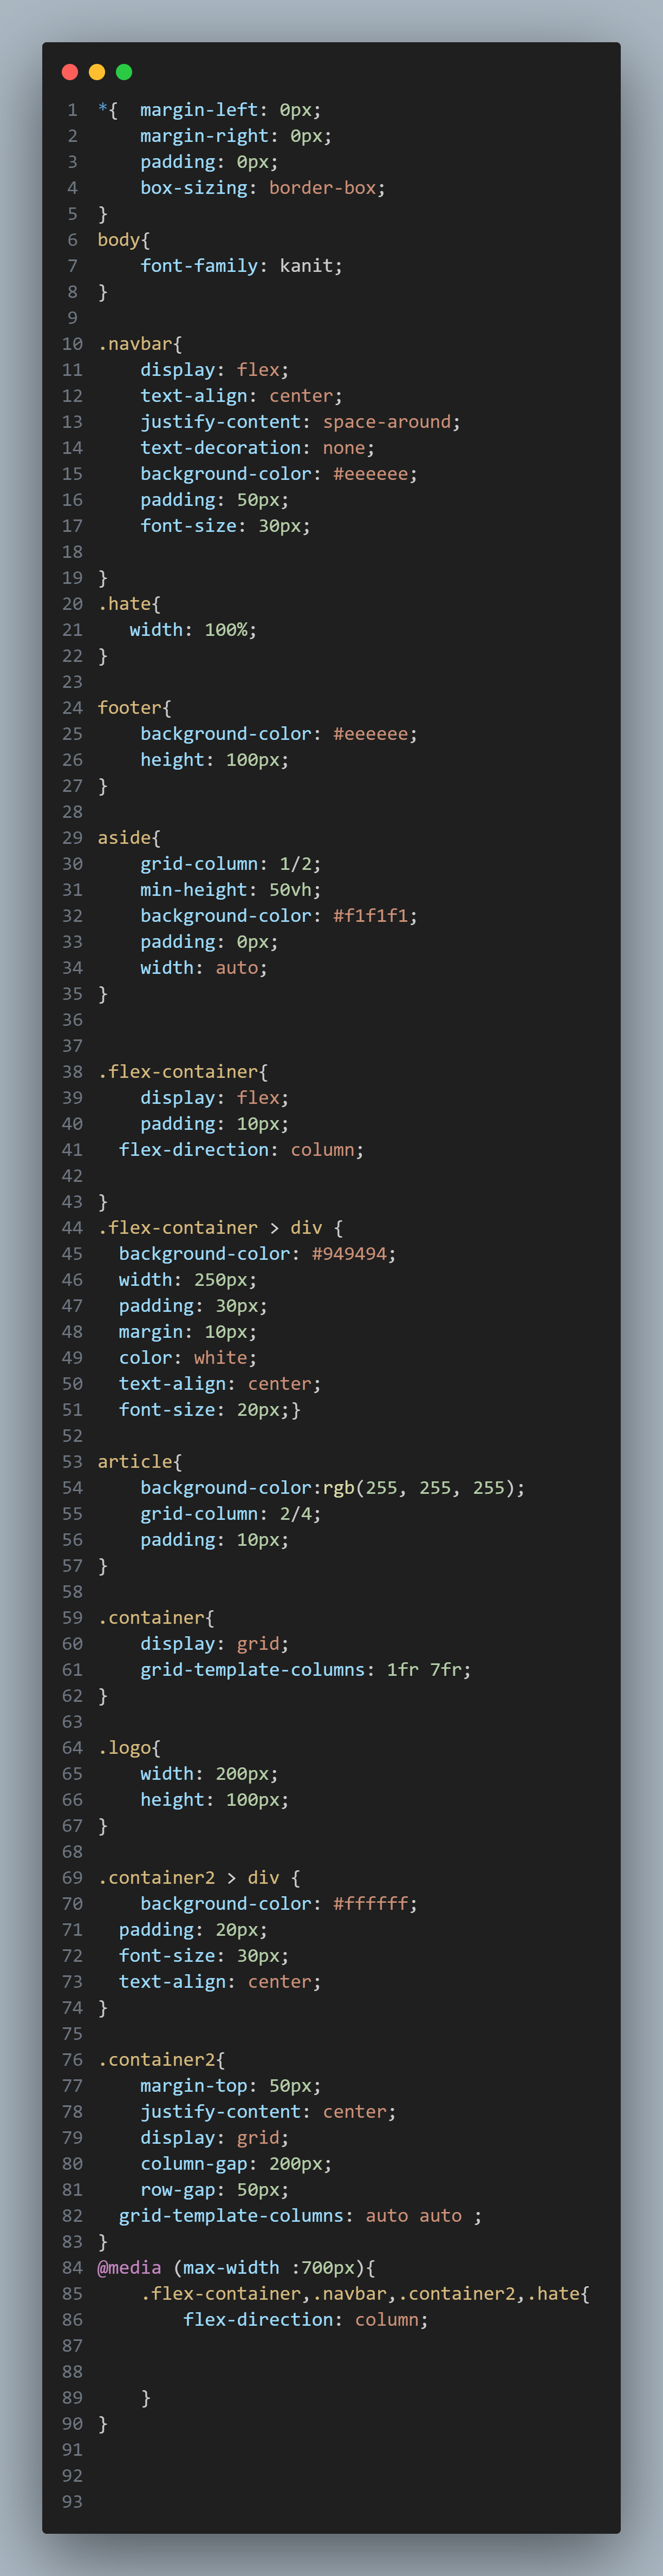 1 *{  margin-left: 0px;
2     margin-right: 0px;
3     padding: 0px;
4     box-sizing: border-box;
5 }
6 body{
7     font-family: kanit;
8 }
9
10 .navbar{
11     display: flex;
12     text-align: center;
13     justify-content: space-around;
14     text-decoration: none;
15     background-color: #eeeeee;
16     padding: 50px;
17     font-size: 30px;
18
19 }
20 .hate{
21    width: 100%;
22 }
23
24 footer{
25     background-color: #eeeeee;
26     height: 100px;
27 }
28
29 aside{
30     grid-column: 1/2;
31     min-height: 50vh;
32     background-color: #f1f1f1;
33     padding: 0px;
34     width: auto;
35 }
36
37
38 .flex-container{
39     display: flex;
40     padding: 10px;
41   flex-direction: column;
42
43 }
44 .flex-container > div {
45   background-color: #949494;
46   width: 250px;
47   padding: 30px;
48   margin: 10px;
49   color: white;
50   text-align: center;
51   font-size: 20px;}
52
53 article{
54     background-color:rgb(255, 255, 255);
55     grid-column: 2/4;
56     padding: 10px;
57 }
58
59 .container{
60     display: grid;
61     grid-template-columns: 1fr 7fr;
62 }
63
64 .logo{
65     width: 200px;
66     height: 100px;
67 }
68
69 .container2 > div {
70     background-color: #ffffff;
71   padding: 20px;
72   font-size: 30px;
73   text-align: center;
74 }
75
76 .container2{
77     margin-top: 50px;
78     justify-content: center;
79     display: grid;
80     column-gap: 200px;
81     row-gap: 50px;
82   grid-template-columns: auto auto ;
83 }
84 @media (max-width :700px){
85     .flex-container,.navbar,.container2,.hate{
86         flex-direction: column;
87
88
89     }
90 }
91
92
93